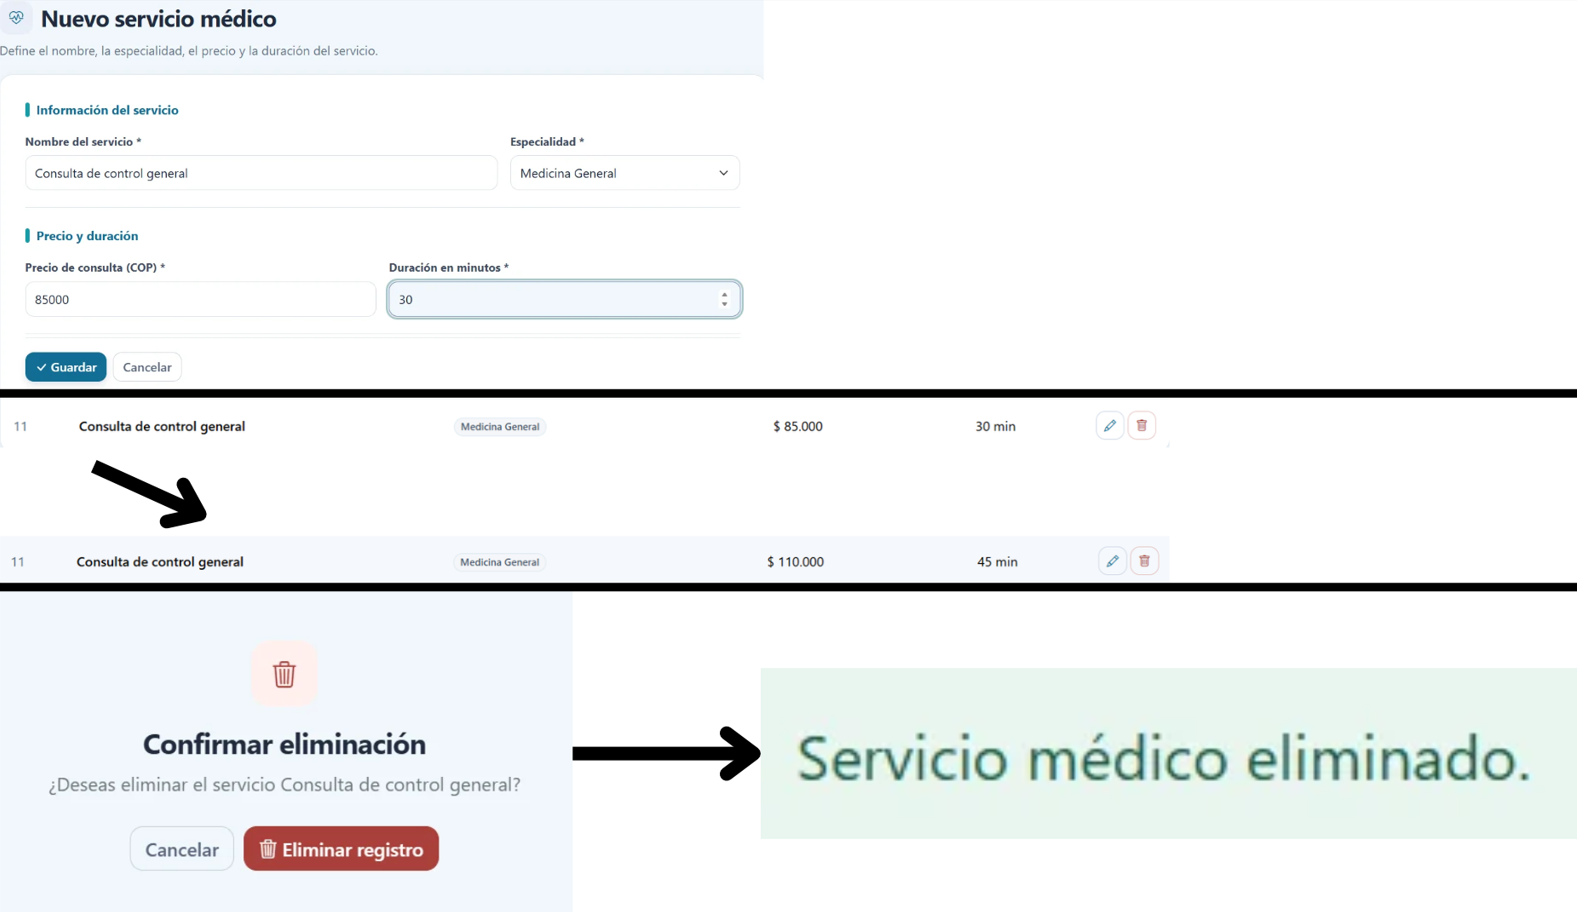 Nuevo servicio médico
Define el nombre, la especialidad, el precio y la duración del servicio.
Información del servicio
Nombre del servicio * Especialidad *
Consulta de control general Medicina General
Precio y duración
Precio de consulta (COP) * Duración en minutos *
85000 30
Guardar Cancelar
11 Consulta de control general Medicina General $ 85.000 30 min
11 Consulta de control general Medicina General $ 110.000 45 min
Confirmar eliminación
¿Deseas eliminar el servicio Consulta de control general?
Cancelar Eliminar registro
Servicio médico eliminado.